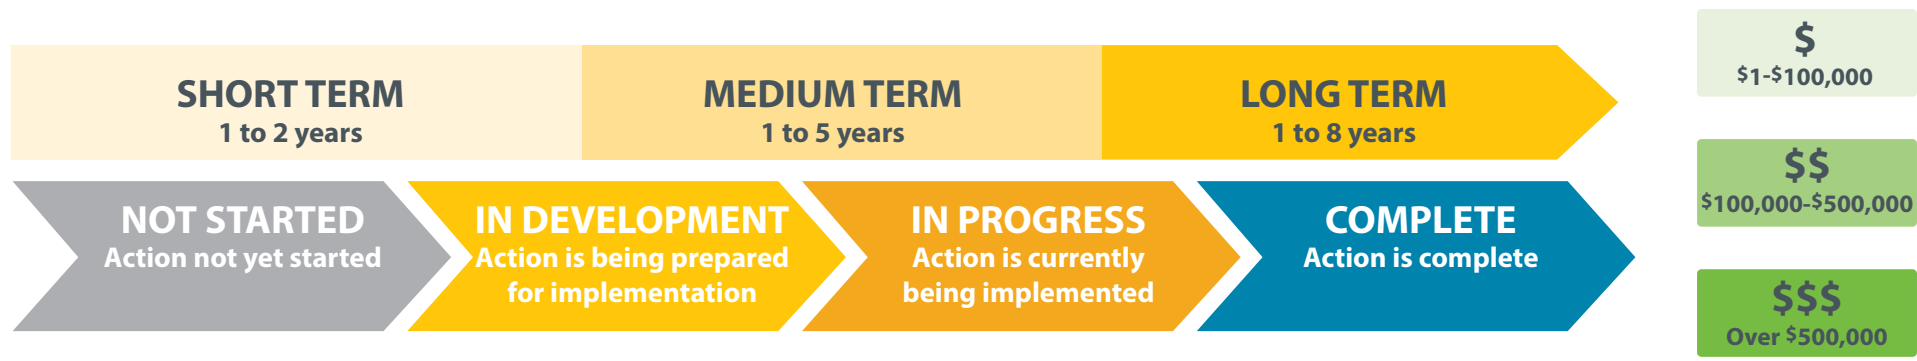 SHORT TERM
1 to 2 years
MEDIUM TERM
1 to 5 years
LONG TERM
1 to 8 years
NOT STARTED
Action not yet started
IN DEVELOPMENT
Action is being prepared
for implementation
IN PROGRESS
Action is currently
being implemented
COMPLETE
Action is complete
$
$1-$100,000
$$
$100,000-$500,000
$$$
Over $500,000